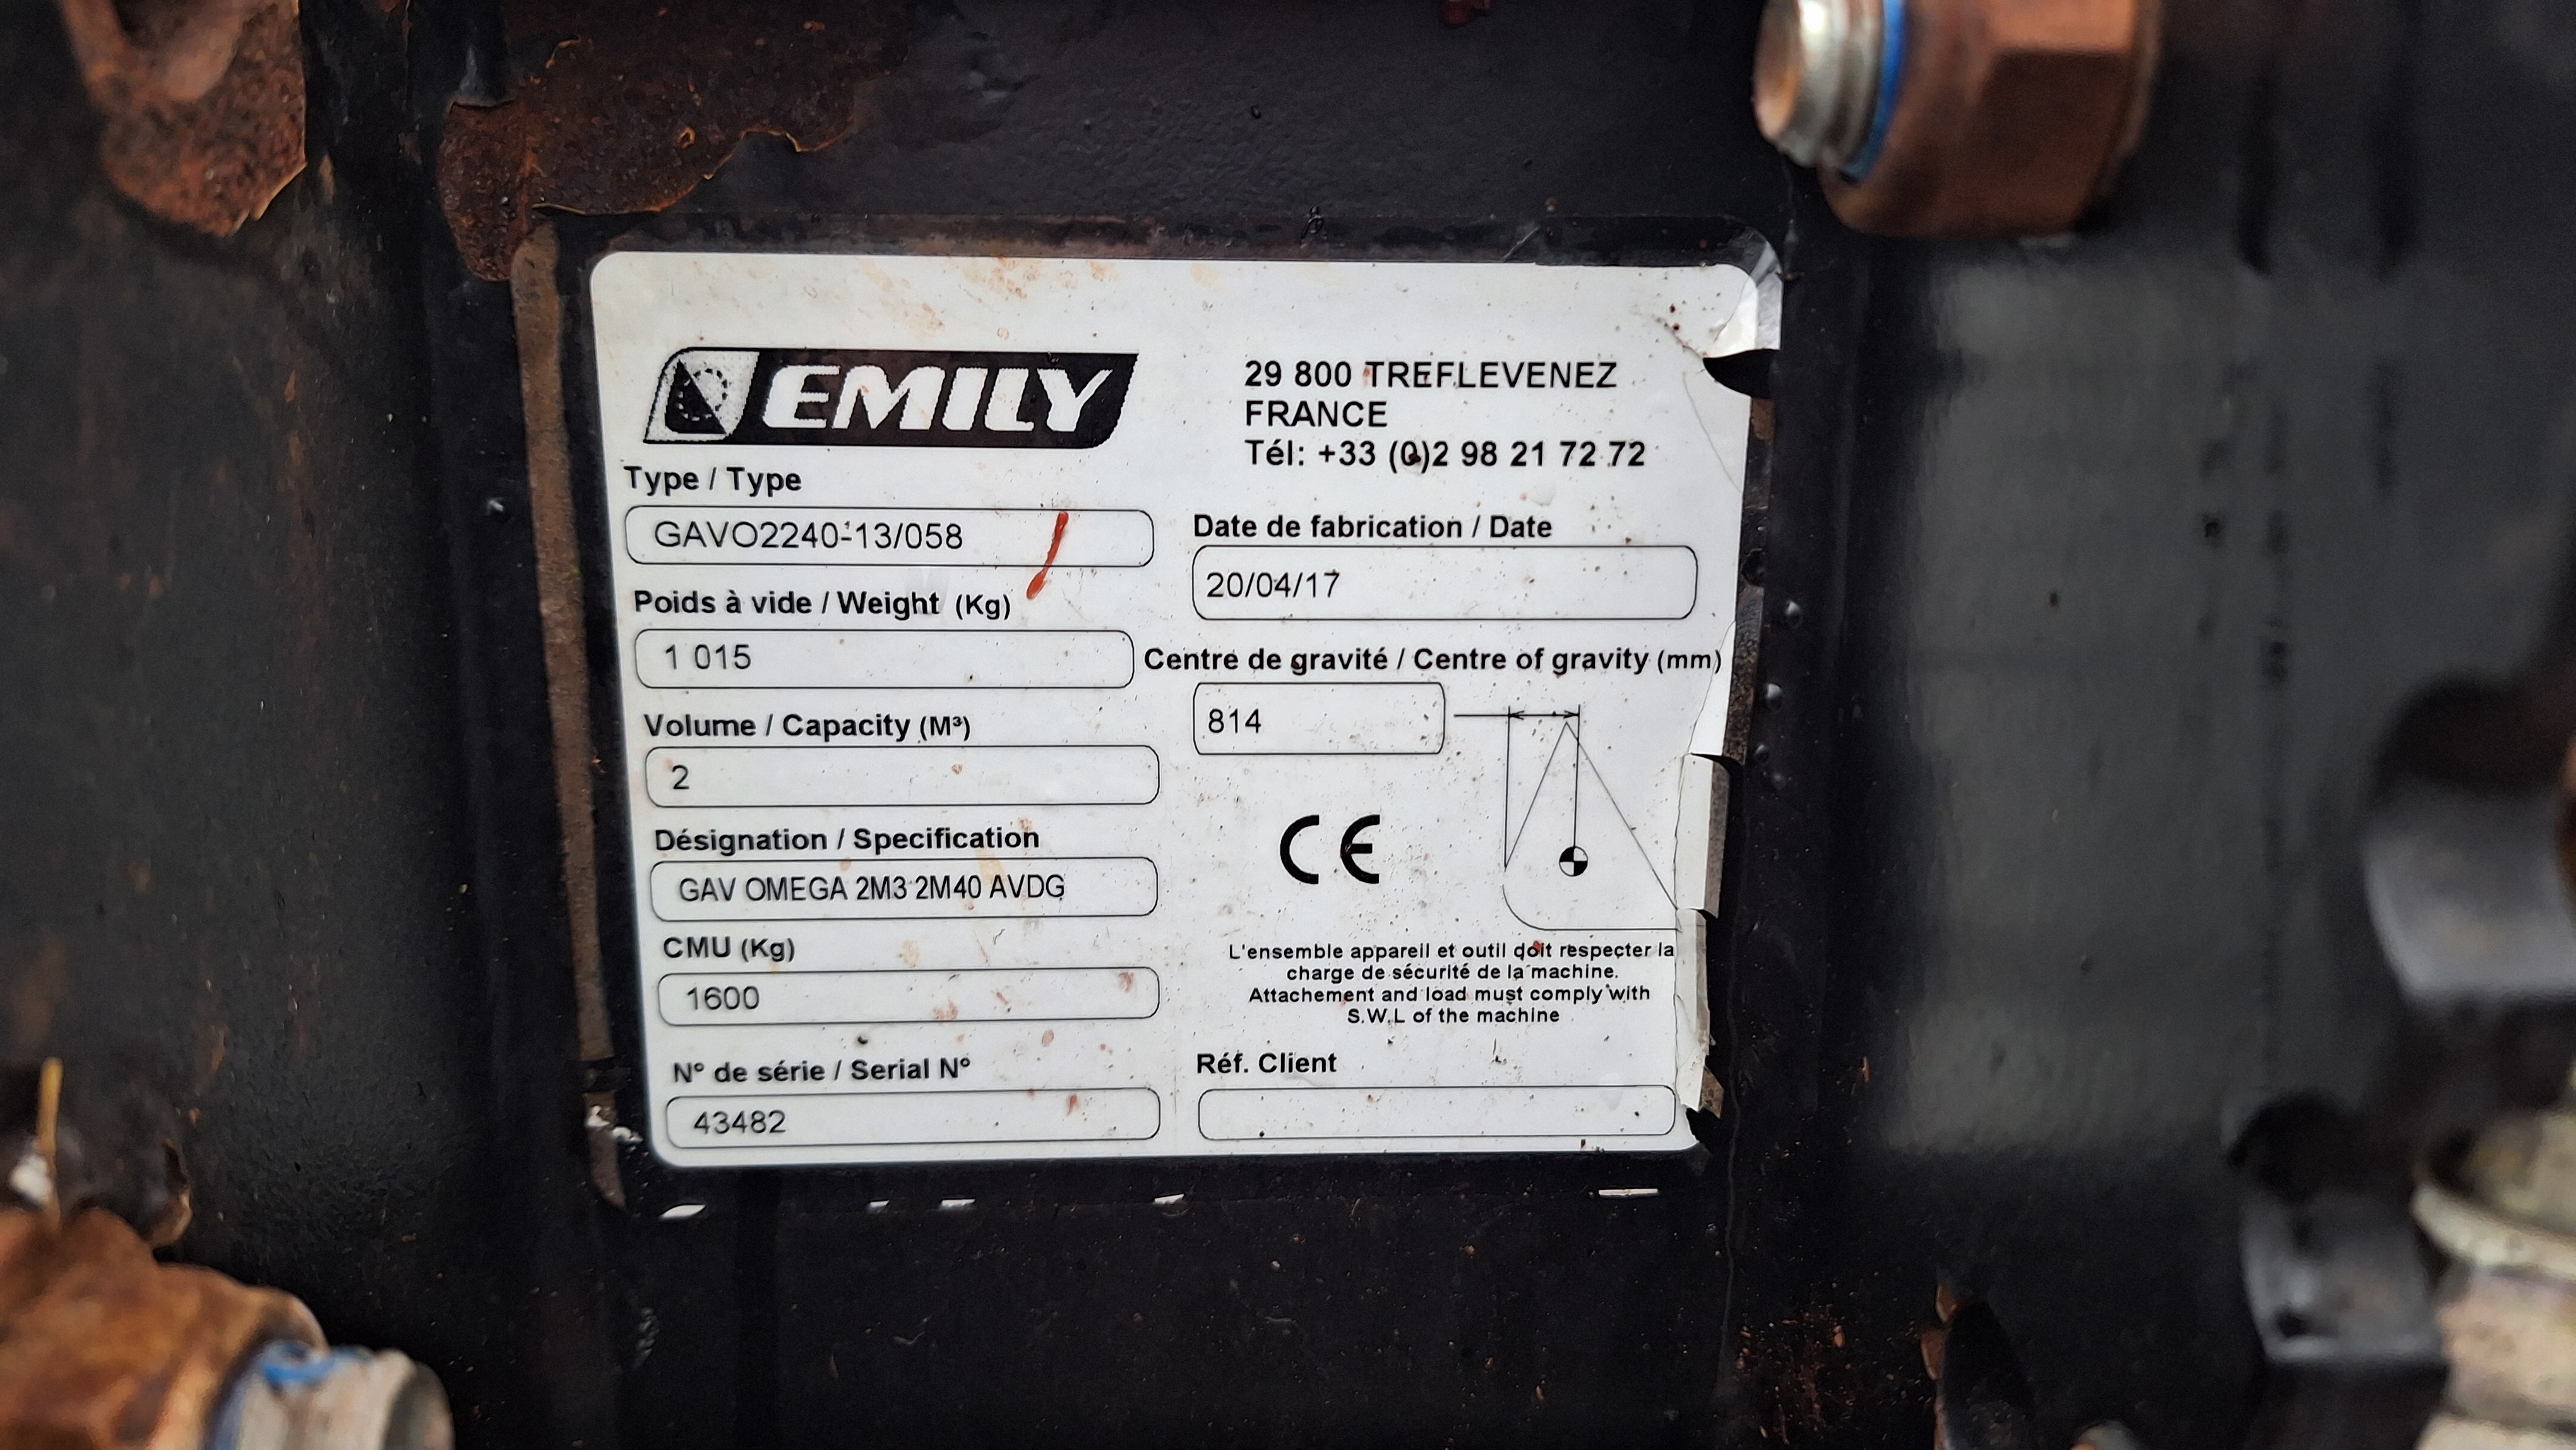 EMILY
29 800 TREFLEVENEZ
FRANCE
Tél: +33 (0)2 98 21 72 72
Type / Type
GAVO2240-13/058
Date de fabrication / Date
20/04/17
Poids à vide / Weight (Kg)
1 015
Centre de gravité / Centre of gravity (mm)
814
Volume / Capacity (M³)
2
Désignation / Specification
GAV OMEGA 2M3 2M40 AVDG
CE
CMU (Kg)
1600
L'ensemble appareil et outil doit respecter la
charge de sécurité de la machine.
Attachement and load must comply with
S.W.L of the machine
N° de série / Serial N°
43482
Réf. Client